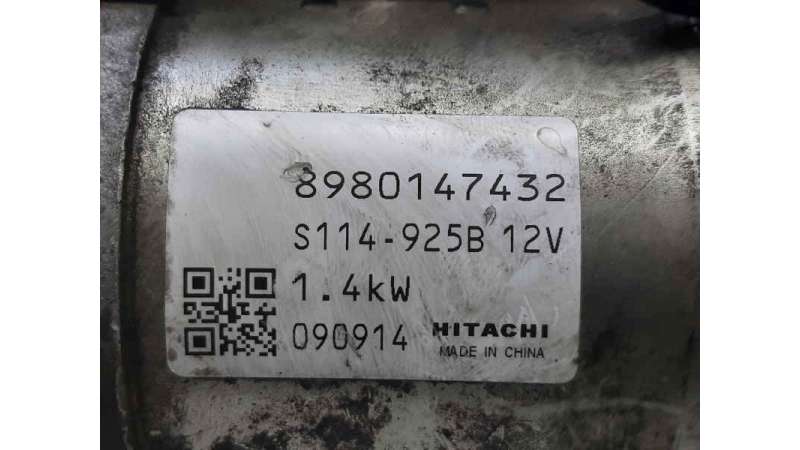 8980147432
S114-925B 12V
1.4kW
090914 HITACHI
MADE IN CHINA